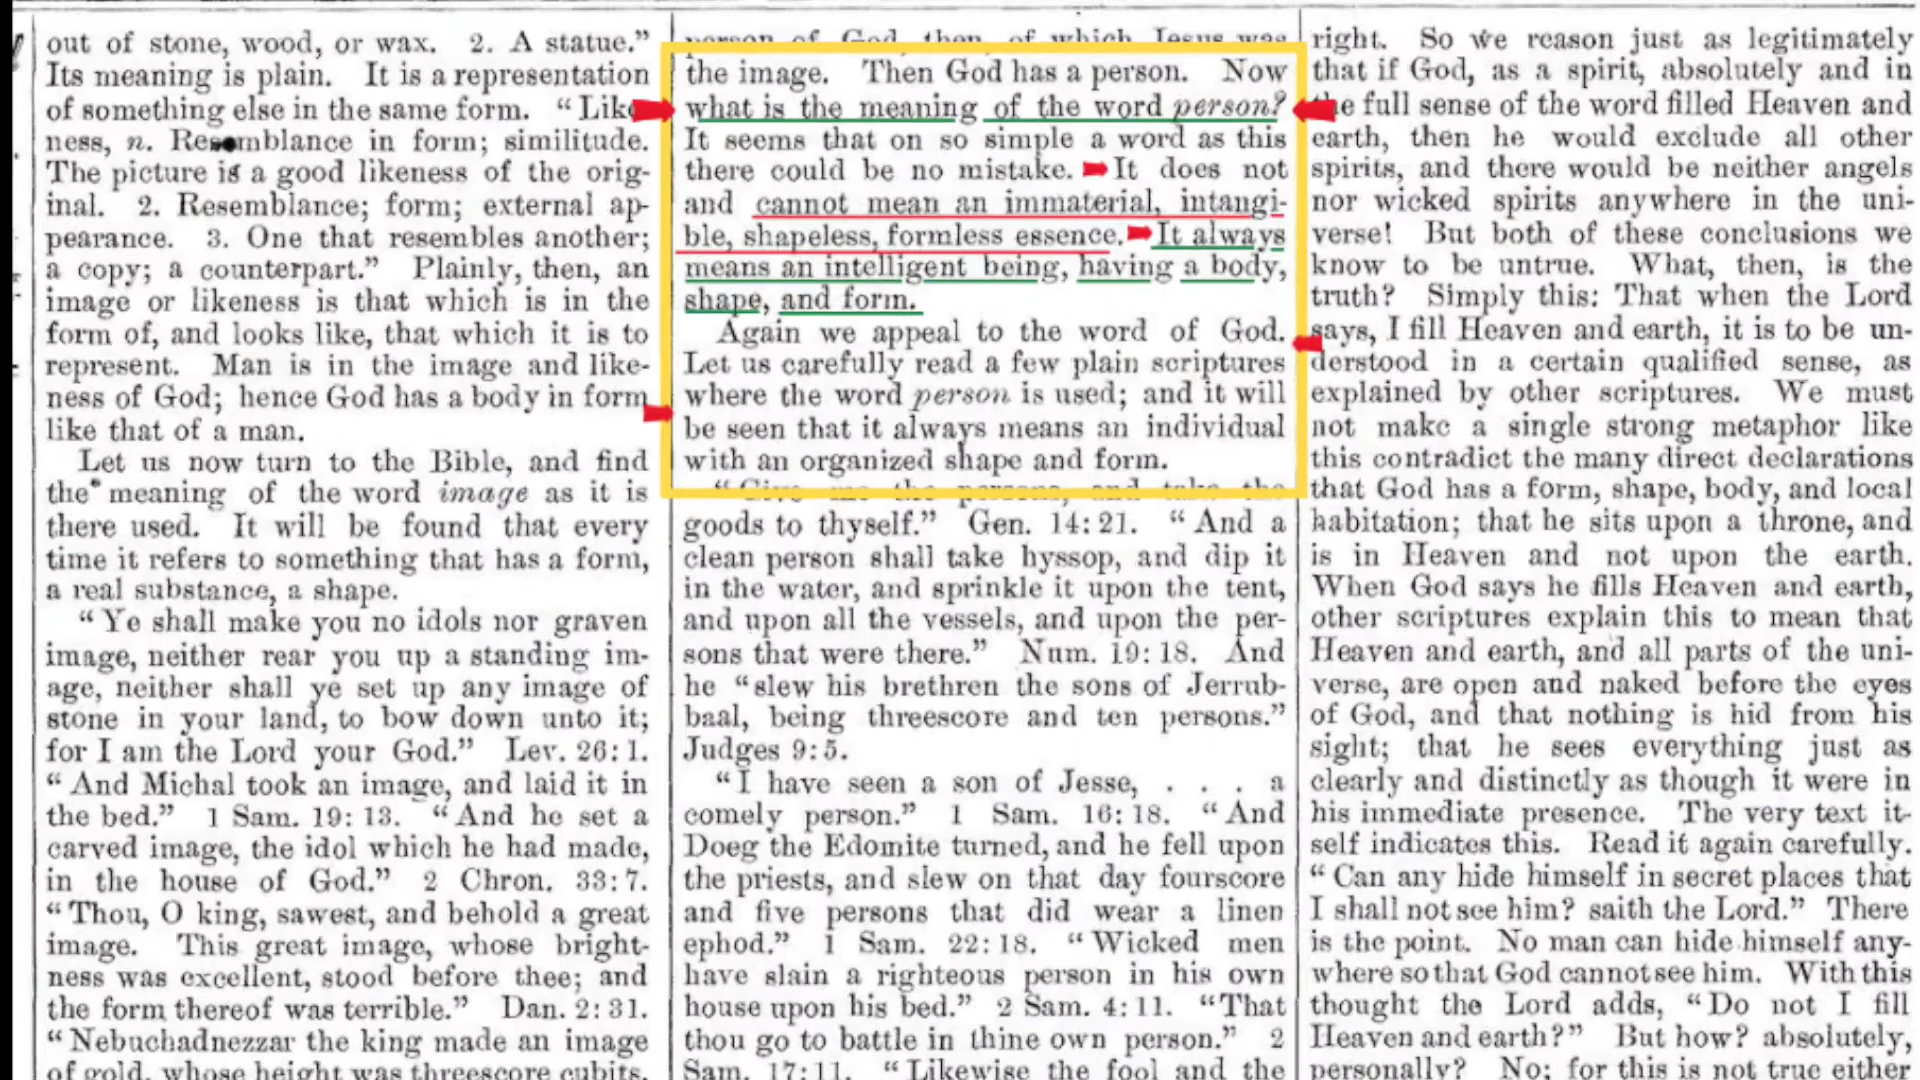 out of stone, wood, or wax. 2. A statue.”
Its meaning is plain. It is a representation
of something else in the same form. “Like
ness, n. Resemblance in form; similitude.
The picture is a good likeness of the orig-
inal. 2. Resemblance; form; external ap-
pearance. 3. One that resembles another;
a copy; a counterpart.” Plainly, then, an
image or likeness is that which is in the
form of, and looks like, that which it is to
represent. Man is in the image and like-
ness of God; hence God has a body in form
like that of a man.
Let us now turn to the Bible, and find
the meaning of the word image as it is
there used. It will be found that every
time it refers to something that has a form,
a real substance, a shape.
“Ye shall make you no idols nor graven
image, neither rear you up a standing im-
age, neither shall ye set up any image of
stone in your land, to bow down unto it;
for I am the Lord your God.” Lev. 26:1.
“And Michal took an image, and laid it in
the bed.” 1 Sam. 19:13. “And he set a
carved image, the idol which he had made,
in the house of God.” 2 Chron. 33:7.
“Thou, O king, sawest, and behold a great
image. This great image, whose bright-
ness was excellent, stood before thee; and
the form thereof was terrible.” Dan. 2:31.
“Nebuchadnezzar the king made an image
of gold, whose height was threescore cubits,
person of God, then, of which Jesus was
the image. Then God has a person. Now
what is the meaning of the word person?
It seems that on so simple a word as this
there could be no mistake. It does not
and cannot mean an immaterial, intangi-
ble, shapeless, formless essence. It always
means an intelligent being, having a body,
shape, and form.
Again we appeal to the word of God.
Let us carefully read a few plain scriptures
where the word person is used; and it will
be seen that it always means an individual
with an organized shape and form.
“Give me the persons, and take the
goods to thyself.” Gen. 14:21. “And a
clean person shall take hyssop, and dip it
in the water, and sprinkle it upon the tent,
and upon all the vessels, and upon the per-
sons that were there.” Num. 19:18. And
he “slew his brethren the sons of Jerrub-
baal, being threescore and ten persons.”
Judges 9:5.
“I have seen a son of Jesse, . . . a
comely person.” 1 Sam. 16:18. “And
Doeg the Edomite turned, and he fell upon
the priests, and slew on that day fourscore
and five persons that did wear a linen
ephod.” 1 Sam. 22:18. “Wicked men
have slain a righteous person in his own
house upon his bed.” 2 Sam. 4:11. “That
thou go to battle in thine own person.” 2
Sam. 17:11. “Likewise the fool and the
right. So we reason just as legitimately
that if God, as a spirit, absolutely and in
the full sense of the word filled Heaven and
earth, then he would exclude all other
spirits, and there would be neither angels
nor wicked spirits anywhere in the uni-
verse! But both of these conclusions we
know to be untrue. What, then, is the
truth? Simply this: That when the Lord
says, I fill Heaven and earth, it is to be un-
derstood in a certain qualified sense, as
explained by other scriptures. We must
not make a single strong metaphor like
this contradict the many direct declarations
that God has a form, shape, body, and local
habitation; that he sits upon a throne, and
is in Heaven and not upon the earth.
When God says he fills Heaven and earth,
other scriptures explain this to mean that
Heaven and earth, and all parts of the uni-
verse, are open and naked before the eyes
of God, and that nothing is hid from his
sight; that he sees everything just as
clearly and distinctly as though it were in
his immediate presence. The very text it-
self indicates this. Read it again carefully.
“Can any hide himself in secret places that
I shall not see him? saith the Lord.” There
is the point. No man can hide himself any-
where so that God cannot see him. With this
thought the Lord adds, “Do not I fill
Heaven and earth?” But how? absolutely,
personally? No; for this is not true either